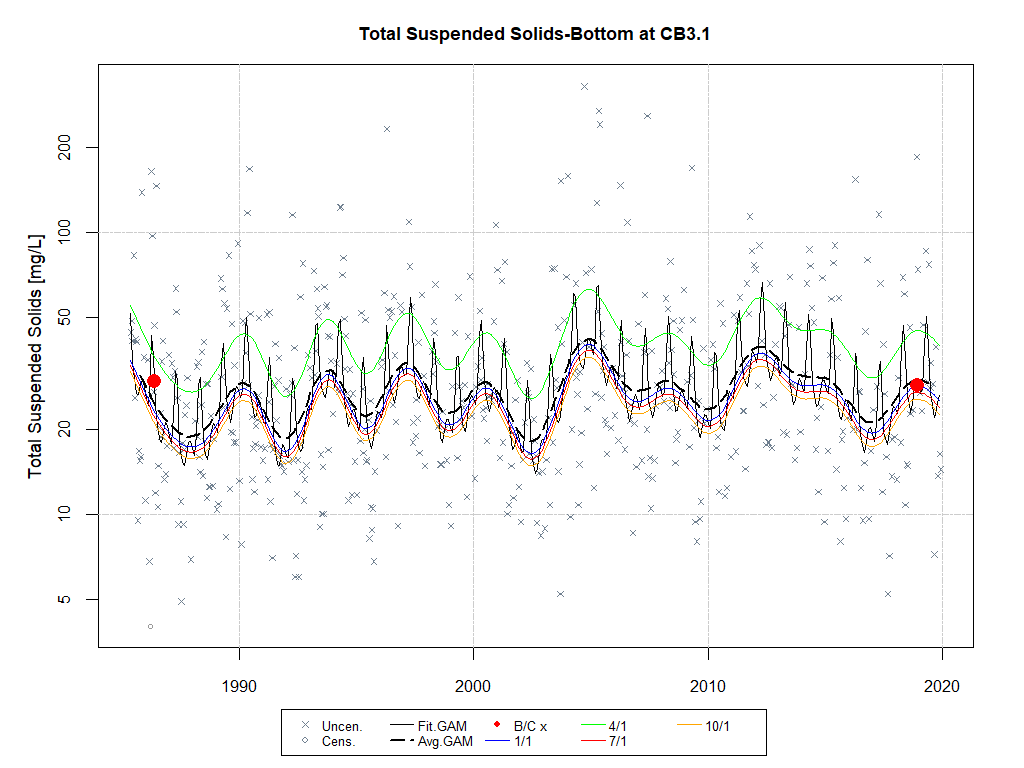 Total Suspended Solids-Bottom at CB3.1
Total Suspended Solids [mg/L]
200
100
50
20
10
5
1990 2000 2010 2020
Uncen. Fit.GAM B/C x 4/1 10/1
Cens. Avg.GAM 1/1 7/1